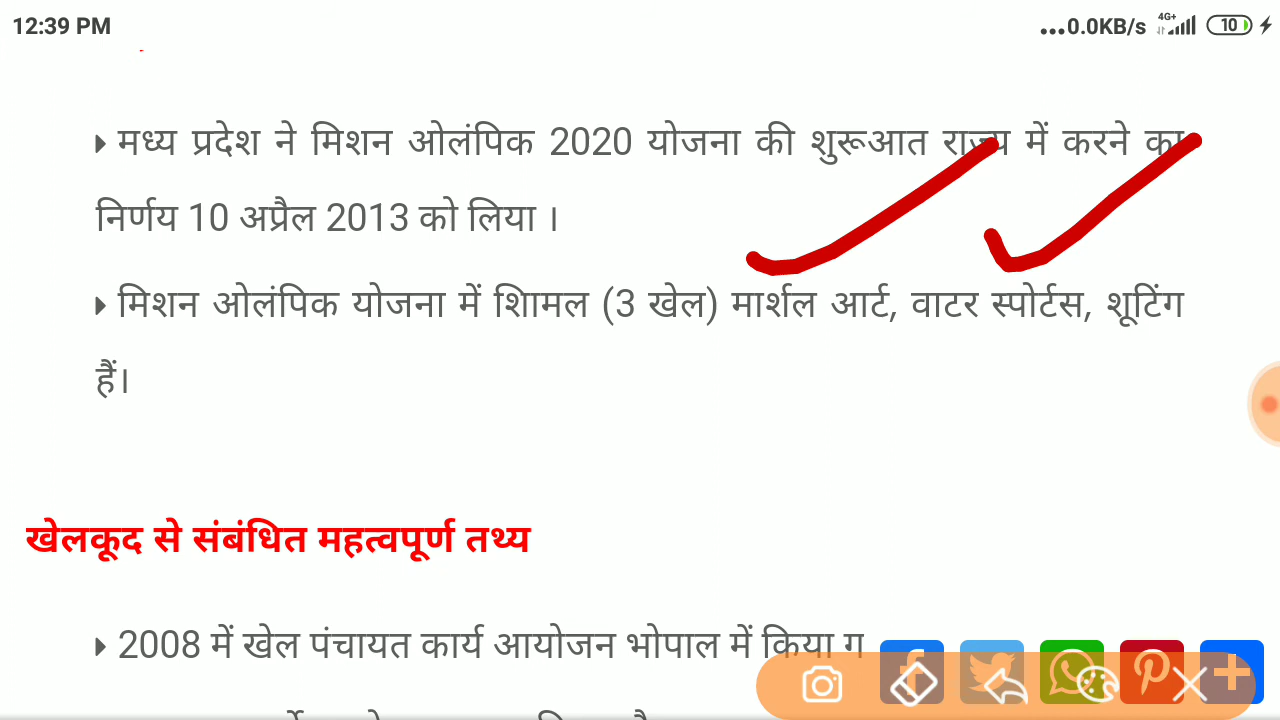 12:39 PM
...0.0KB/s 4G+ 10
मध्य प्रदेश ने मिशन ओलंपिक 2020 योजना की शुरूआत राज्य में करने का
निर्णय 10 अप्रैल 2013 को लिया ।
मिशन ओलंपिक योजना में शािमल (3 खेल) मार्शल आर्ट, वाटर स्पोर्टस, शूटिंग
हैं।
खेलकूद से संबंधित महत्वपूर्ण तथ्य
2008 में खेल पंचायत कार्य आयोजन भोपाल में किया ग